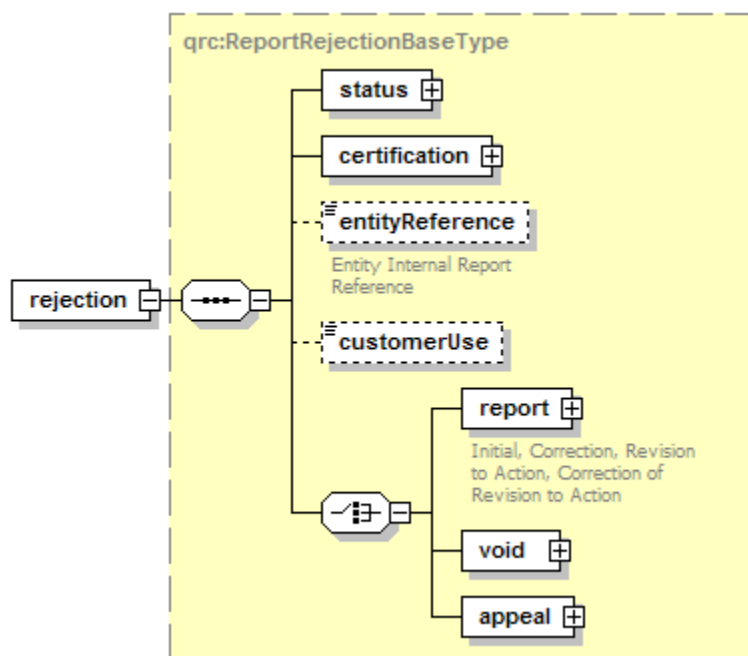 qrc:ReportRejectionBaseType
status
certification
entityReference
Entity Internal Report
Reference
rejection
customerUse
report
Initial, Correction, Revision
to Action, Correction of
Revision to Action
void
appeal